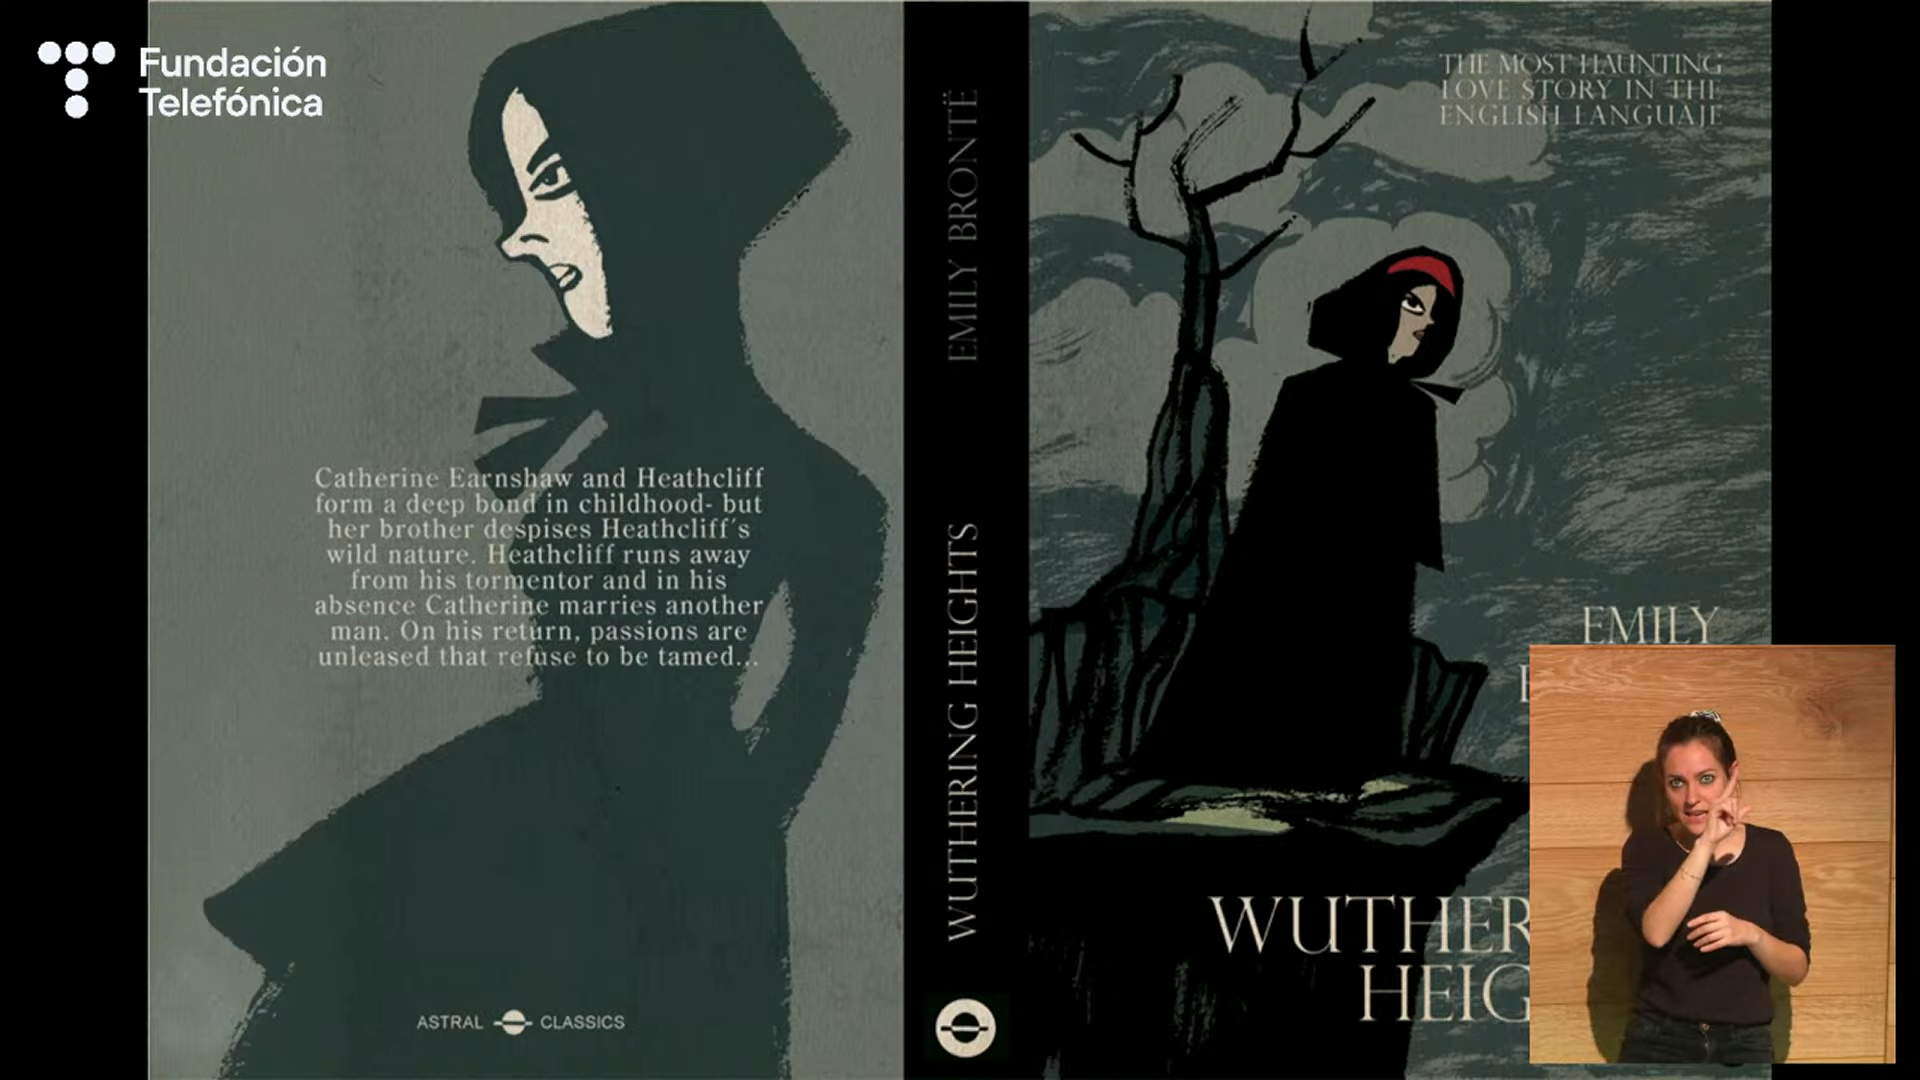 Fundación
Telefónica
Catherine Earnshaw and Heathcliff
form a deep bond in childhood- but
her brother despises Heathcliff´s
wild nature. Heathcliff runs away
from his tormentor and in his
absence Catherine marries another
man. On his return, passions are
unleased that refuse to be tamed...
ASTRAL CLASSICS
EMILY BRONTË
WUTHERING HEIGHTS
THE MOST HAUNTING
LOVE STORY IN THE
ENGLISH LANGUAJE
EMILY
WUTHER
HEIG